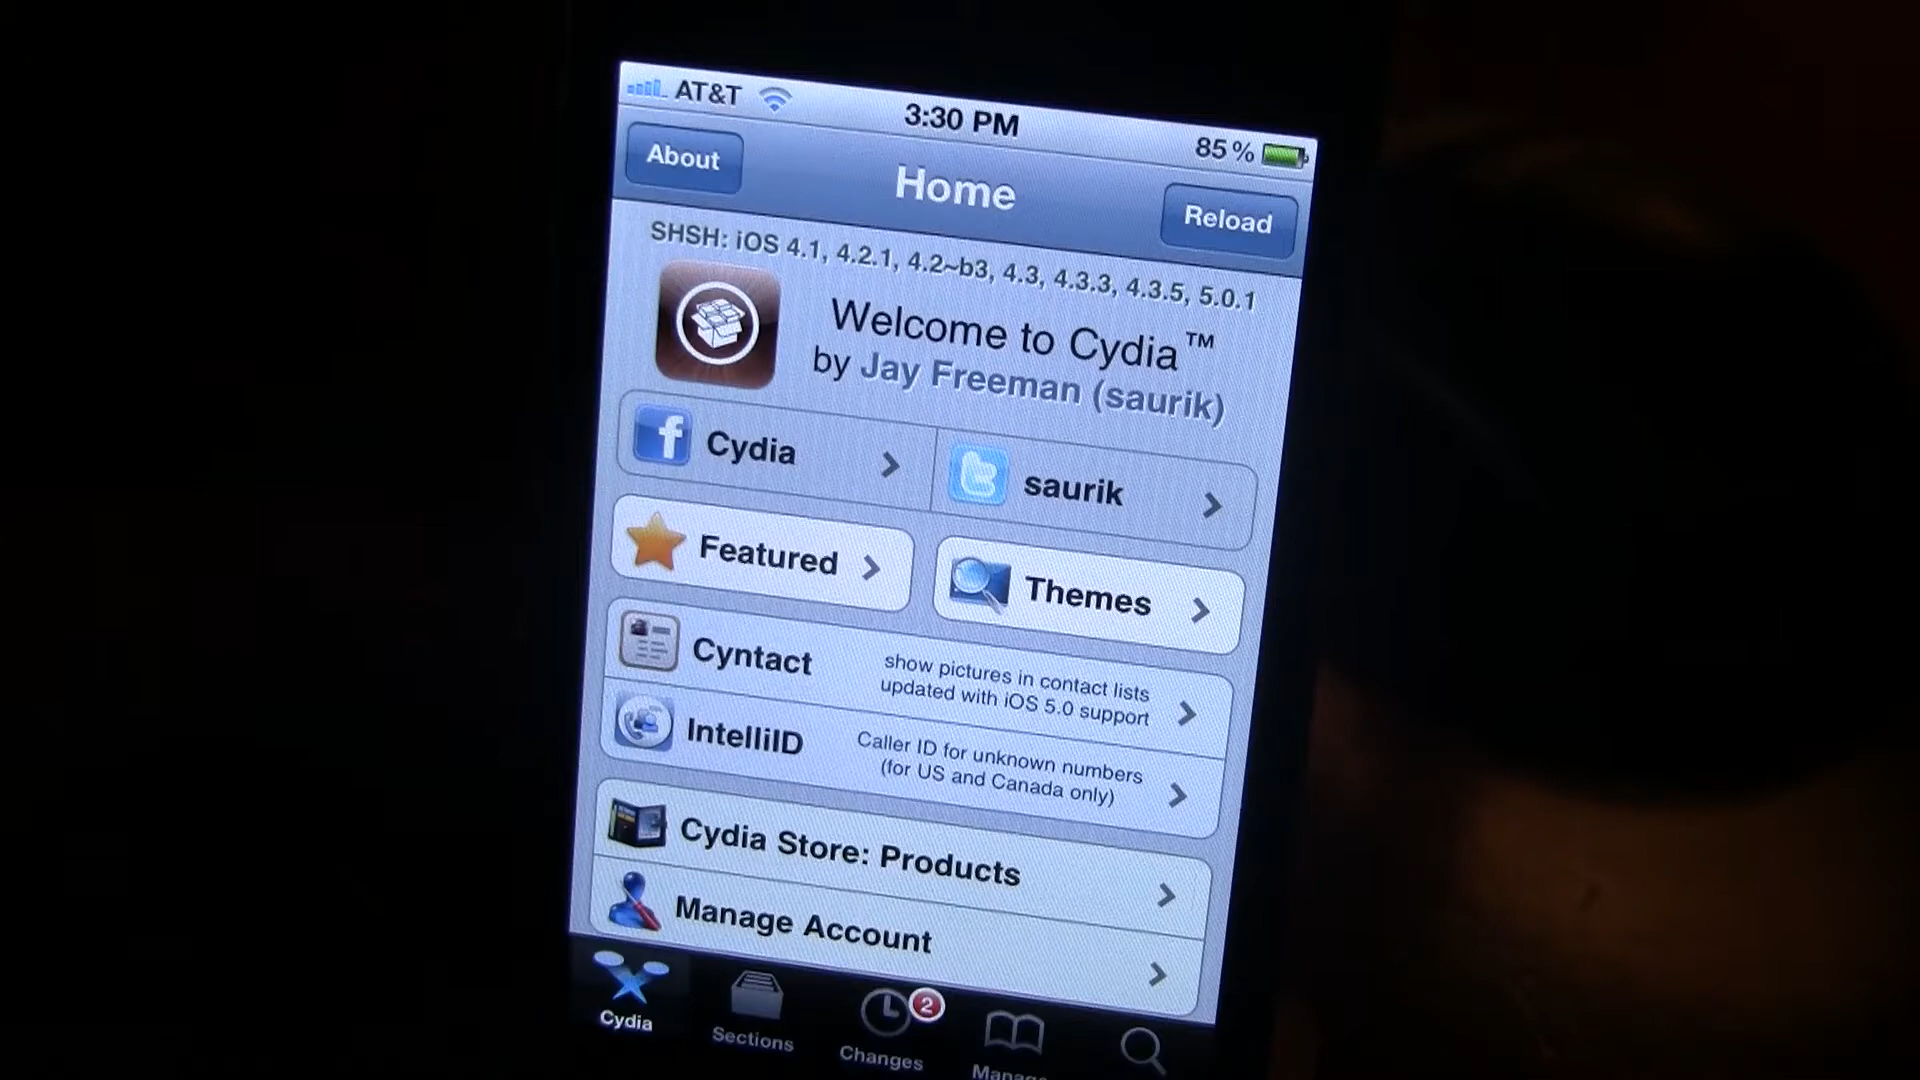 AT&T 3:30 PM 85%
About Home Reload
SHSH: iOS 4.1, 4.2.1, 4.2~b3, 4.3, 4.3.3, 4.3.5, 5.0.1
Welcome to Cydia™
by Jay Freeman (saurik)
Cydia
saurik
Featured
Themes
Cyntact
show pictures in contact lists
updated with iOS 5.0 support
IntelliID
Caller ID for unknown numbers
(for US and Canada only)
Cydia Store: Products
Manage Account
2
Cydia Sections Changes Manage